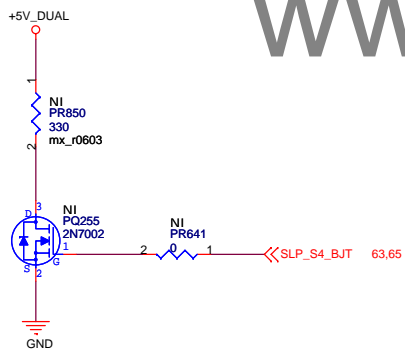 +5V_DUAL
WW
1
NI
PR850
330
mx_r0603
2
3
D
NI
PQ255
2N7002
1
G
S
2
NI
PR641
0
2
1
SLP_S4_BJT 63,65
GND